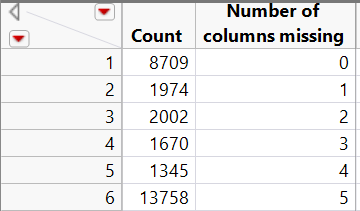 Number of
Count columns missing
1 8709 0
2 1974 1
3 2002 2
4 1670 3
5 1345 4
6 13758 5